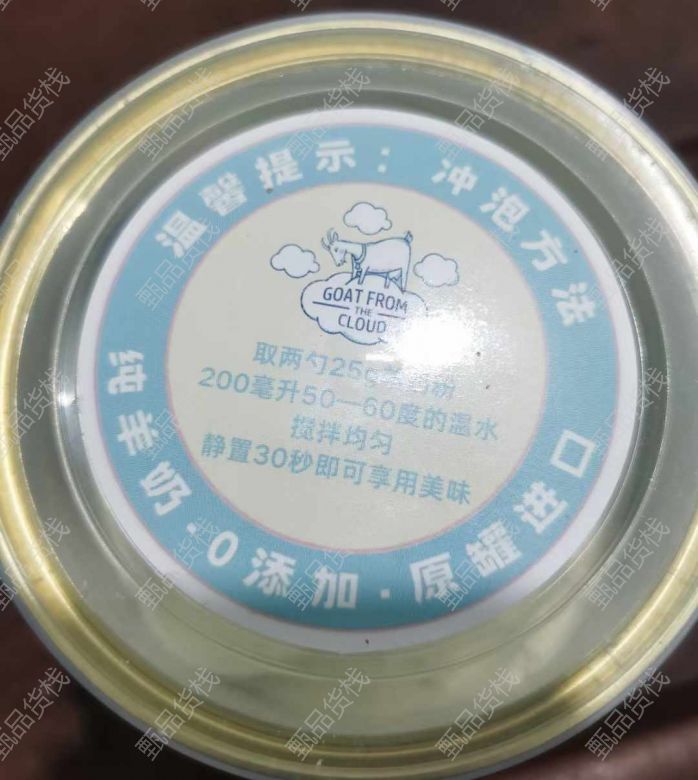 温馨提示：冲泡方法
GOAT FROM
THE
CLOUD
取两勺25g
200毫升50—60度的温水
搅拌均匀
静置30秒即可享用美味
纯羊奶·0添加·原罐进口
甄品货栈